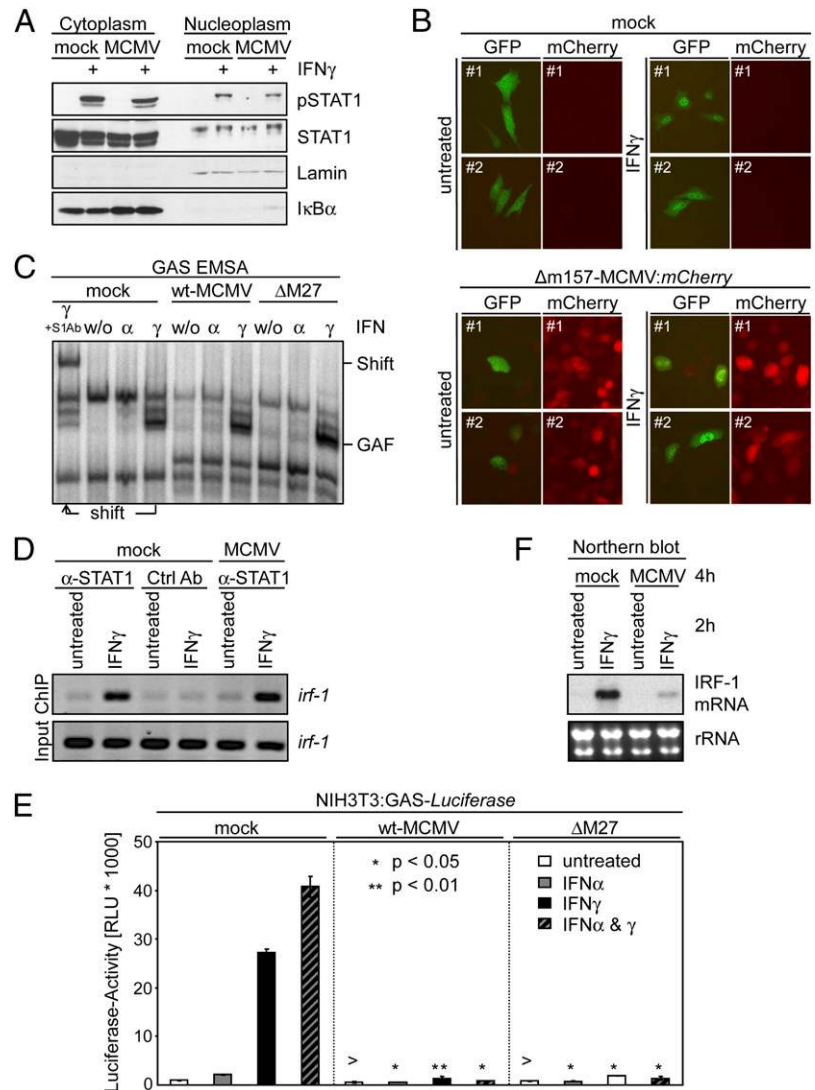 A
Cytoplasm Nucleoplasm
mock MCMV mock MCMV
+ + + + IFNγ
pSTAT1
STAT1
Lamin
IκBα
B
mock
GFP mCherry GFP mCherry
untreated
#1 #1
#2 #2
IFNγ
#1 #1
#2 #2
Δm157-MCMV:mCherry
GFP mCherry GFP mCherry
untreated
#1 #1
#2 #2
IFNγ
#1 #1
#2 #2
C
GAS EMSA
mock wt-MCMV ΔM27
γ
+S1Ab w/o α γ w/o α γ w/o α γ IFN
Shift
GAF
shift
D
mock MCMV
α-STAT1 Ctrl Ab α-STAT1
untreated IFNγ untreated IFNγ untreated IFNγ
ChIP irf-1
Input irf-1
F
Northern blot
mock MCMV 4h
untreated IFNγ untreated IFNγ 2h
IRF-1
mRNA
rRNA
E
NIH3T3:GAS-Luciferase
mock wt-MCMV ΔM27
Luciferase-Activity [RLU * 1000]
50
40
30
20
10
0
* p < 0.05
** p < 0.01
untreated
IFNα
IFNγ
IFNα & γ
> * ** * > * * *